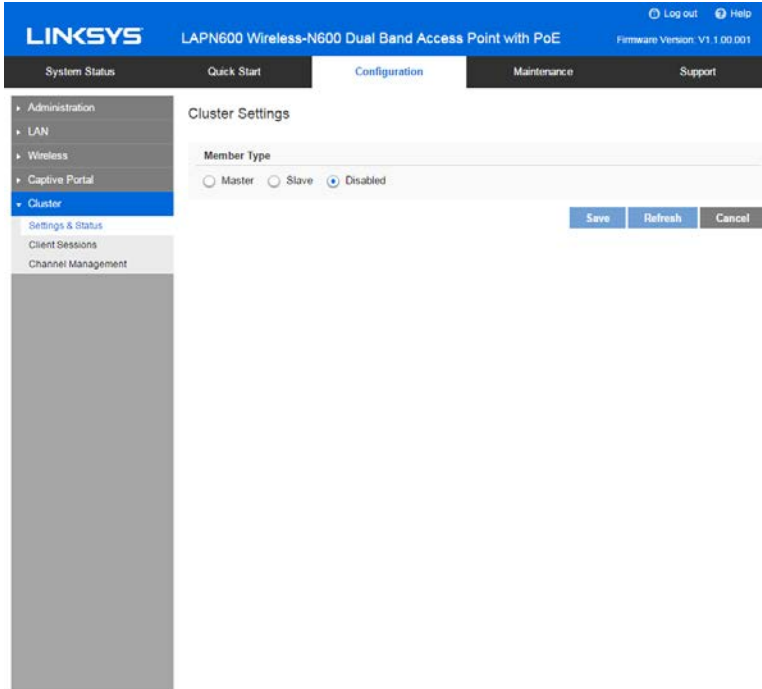 Log out Help
LINKSYS LAPN600 Wireless-N600 Dual Band Access Point with PoE Firmware Version: V1.1.00.001
System Status Quick Start Configuration Maintenance Support
Administration
LAN
Wireless
Captive Portal
Cluster
Settings & Status
Client Sessions
Channel Management
Cluster Settings
Member Type
Master Slave Disabled
Save Refresh Cancel